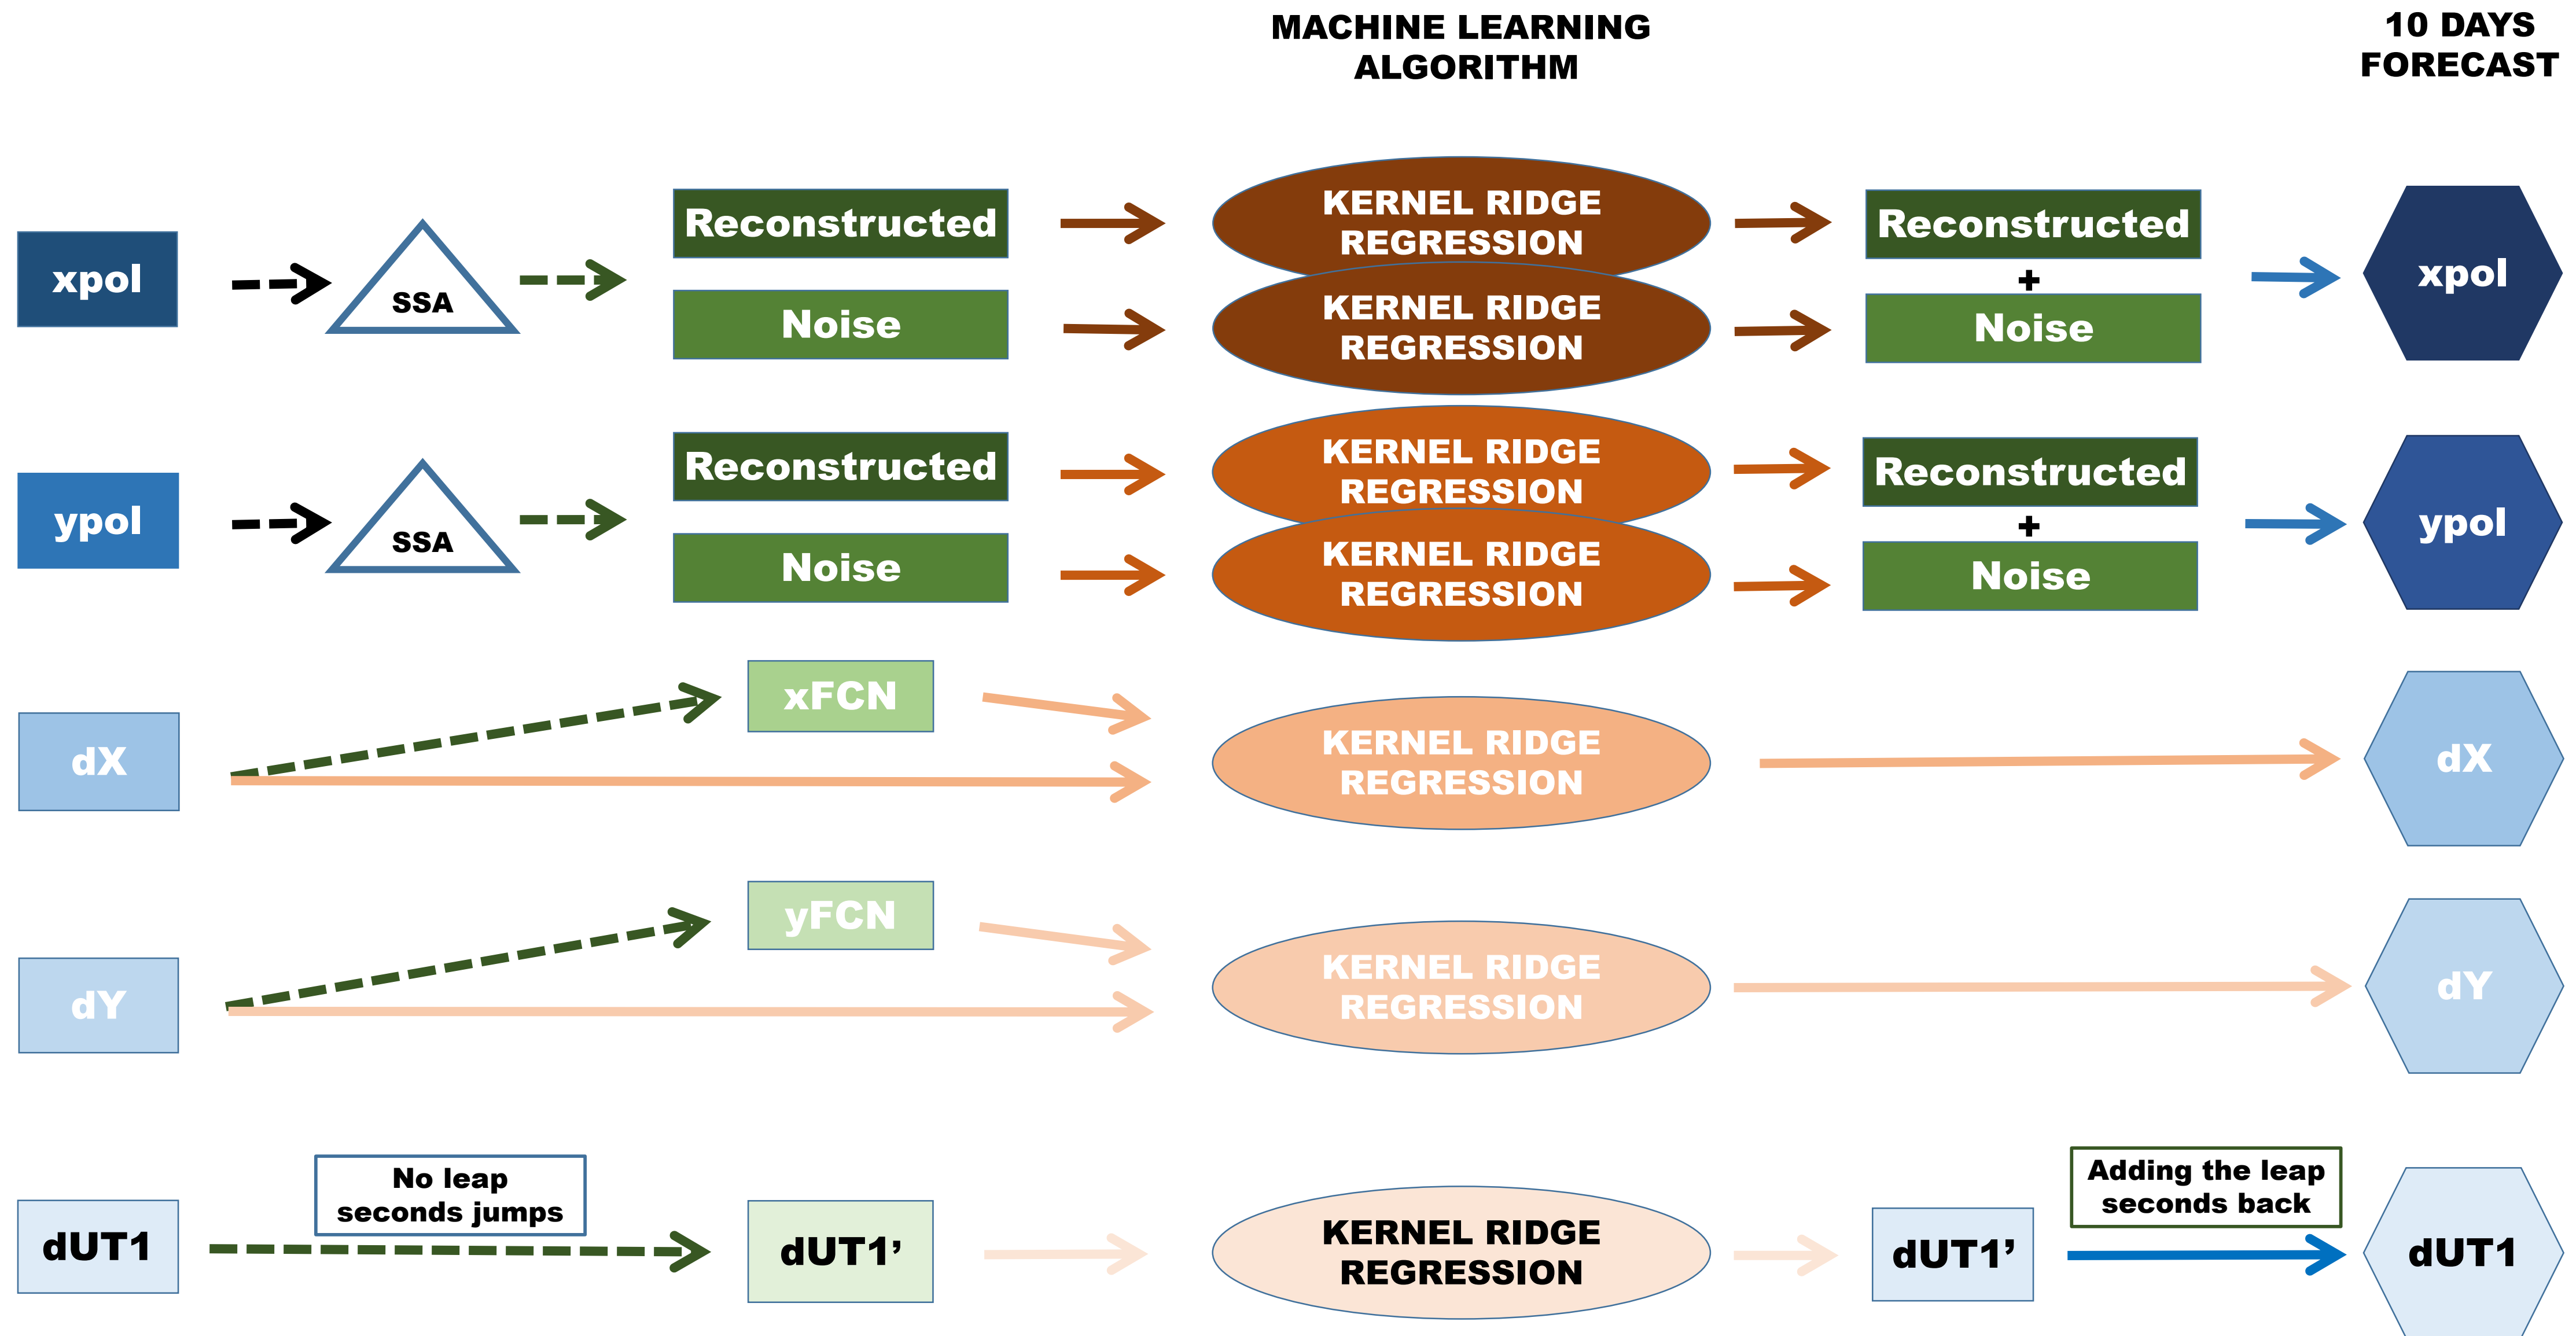 MACHINE LEARNING
ALGORITHM
10 DAYS
FORECAST
xpol
SSA
Reconstructed
Noise
KERNEL RIDGE
REGRESSION
KERNEL RIDGE
REGRESSION
Reconstructed
+
Noise
xpol
ypol
SSA
Reconstructed
Noise
KERNEL RIDGE
REGRESSION
KERNEL RIDGE
REGRESSION
Reconstructed
+
Noise
ypol
dX
xFCN
KERNEL RIDGE
REGRESSION
dX
dY
yFCN
KERNEL RIDGE
REGRESSION
dY
dUT1
No leap
seconds jumps
dUT1’
KERNEL RIDGE
REGRESSION
dUT1’
Adding the leap
seconds back
dUT1